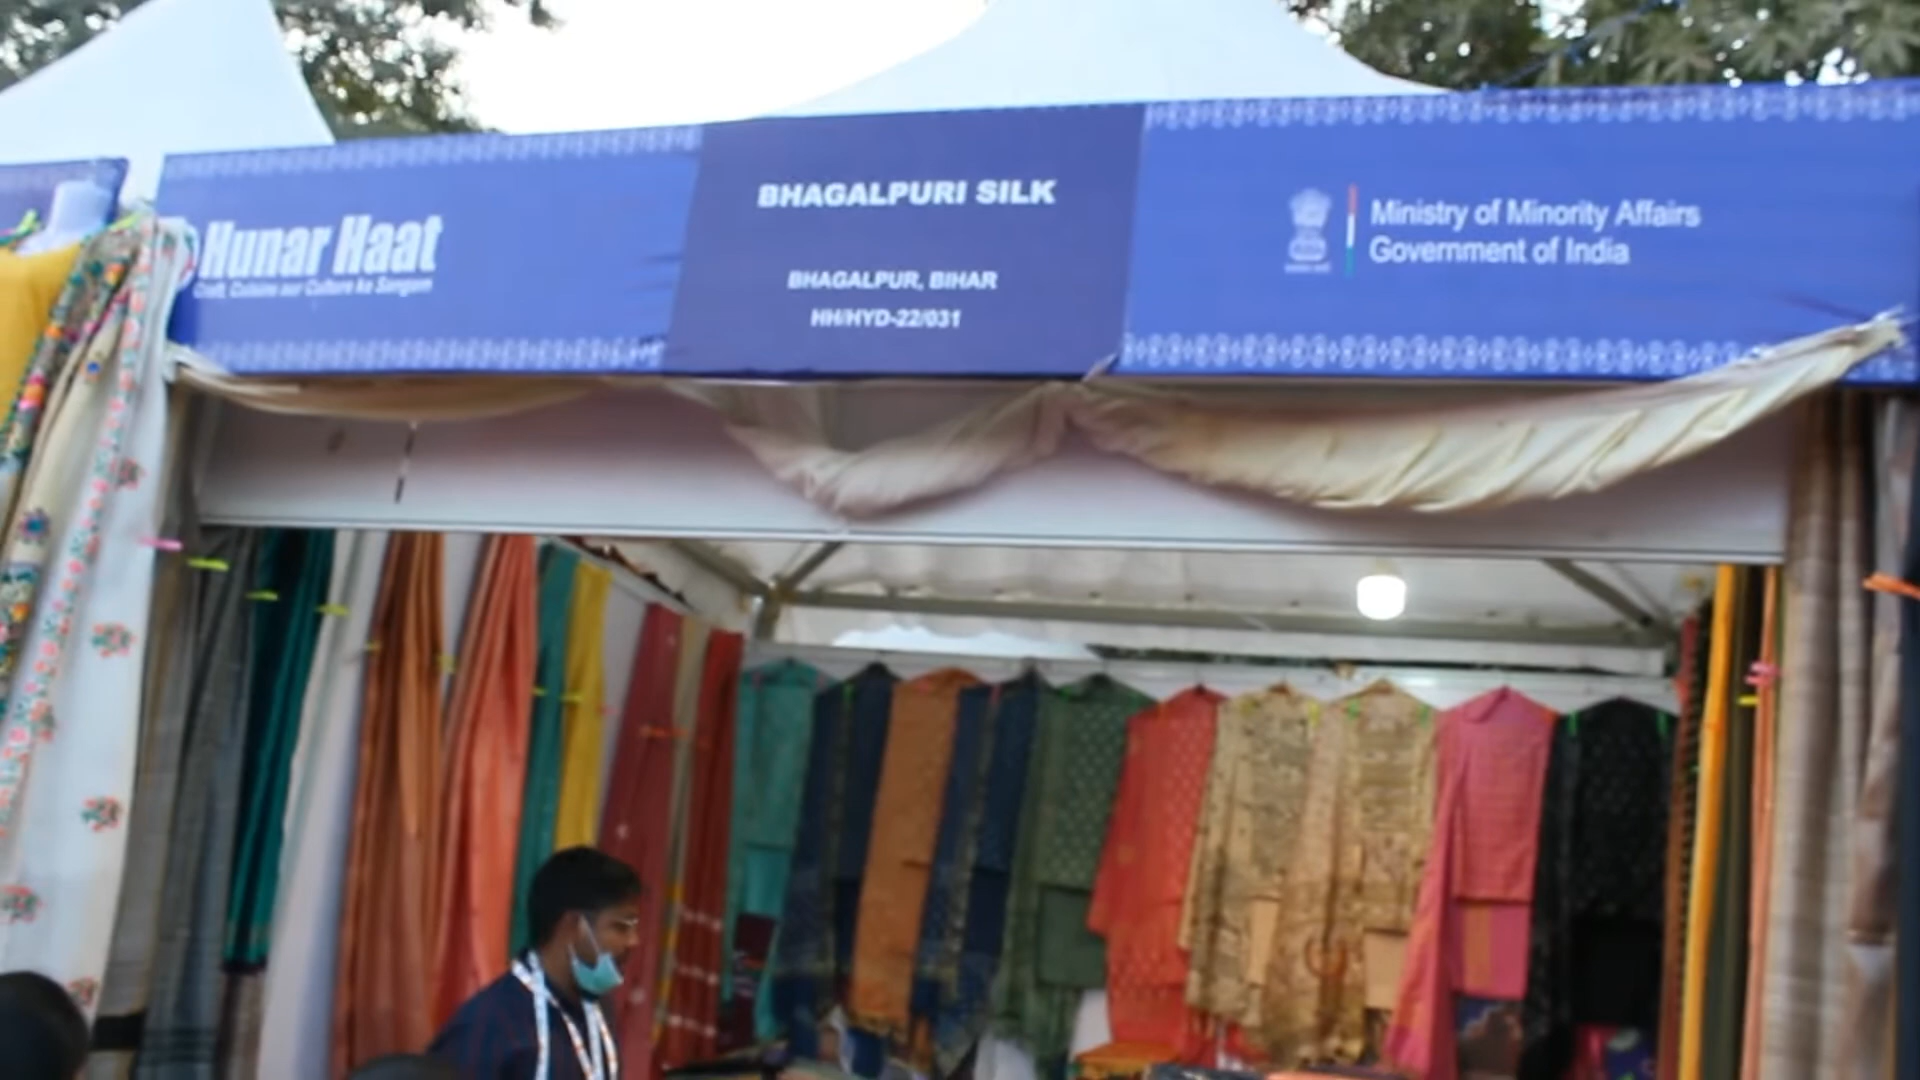 Hunar Haat
Craft, Cuisine aur Culture ka Sangam
BHAGALPURI SILK
BHAGALPUR, BIHAR
HH/HYD-22/031
Ministry of Minority Affairs
Government of India